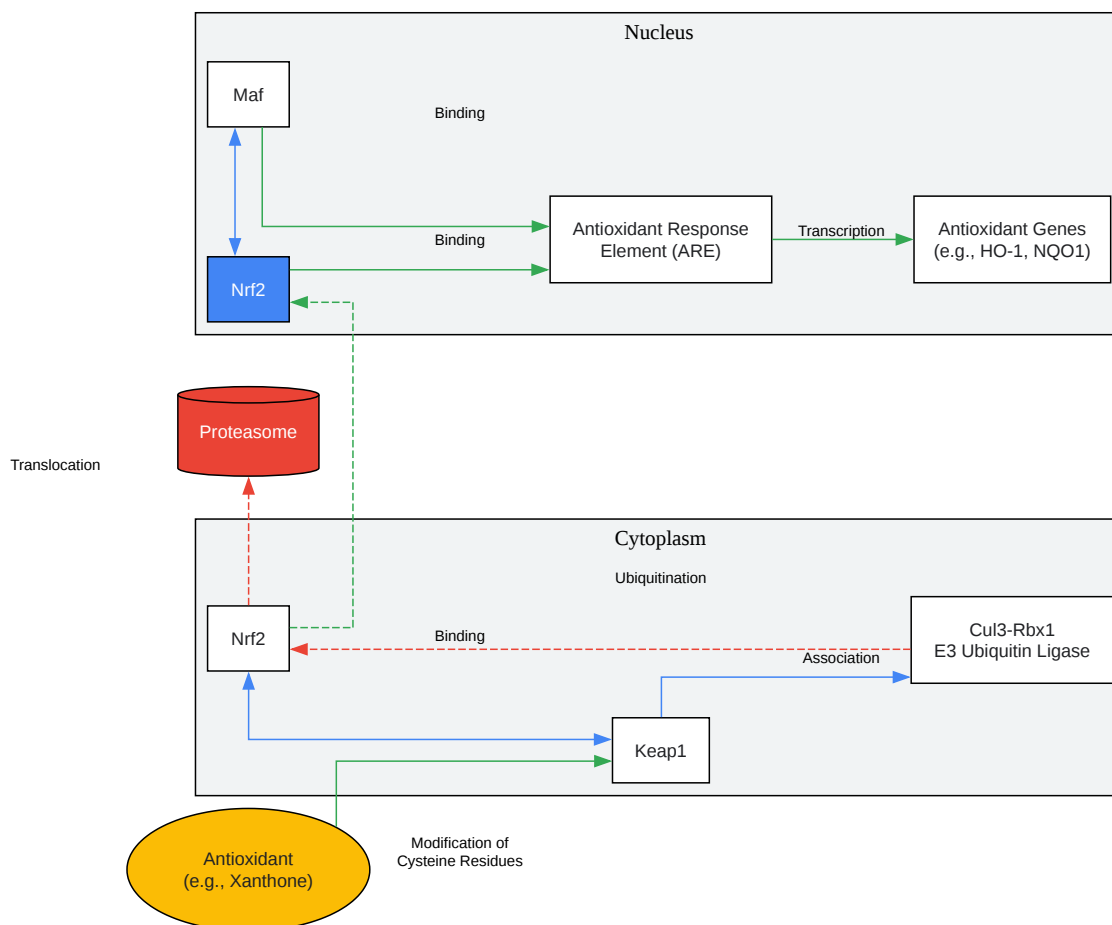 Nucleus
Maf
Binding
Antioxidant Response
Element (ARE)
Transcription
Antioxidant Genes
(e.g., HO-1, NQO1)
Binding
Nrf2
Proteasome
Translocation
Cytoplasm
Ubiquitination
Nrf2
Binding
Cul3-Rbx1
E3 Ubiquitin Ligase
Association
Keap1
Modification of
Cysteine Residues
Antioxidant
(e.g., Xanthone)